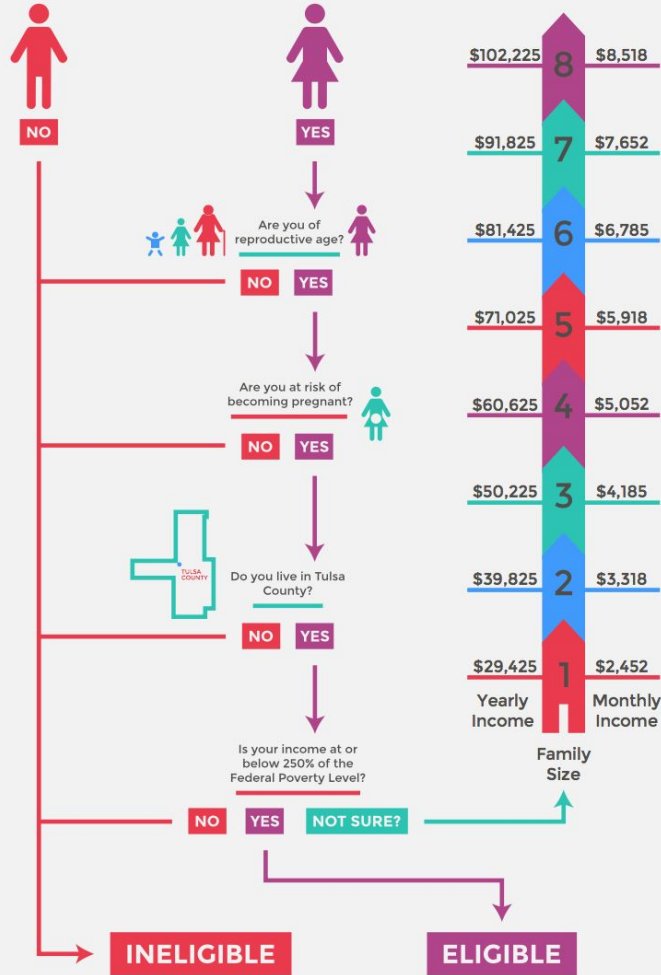 NO
YES
Are you of
reproductive age?
NO YES
Are you at risk of
becoming pregnant?
NO YES
TULSA
COUNTY
Do you live in Tulsa
County?
NO YES
Is your income at or
below 250% of the
Federal Poverty Level?
NO YES NOT SURE?
INELIGIBLE
ELIGIBLE
$102,225 8 $8,518
$91,825 7 $7,652
$81,425 6 $6,785
$71,025 5 $5,918
$60,625 4 $5,052
$50,225 3 $4,185
$39,825 2 $3,318
$29,425 1 $2,452
Yearly
Income
Monthly
Income
Family
Size